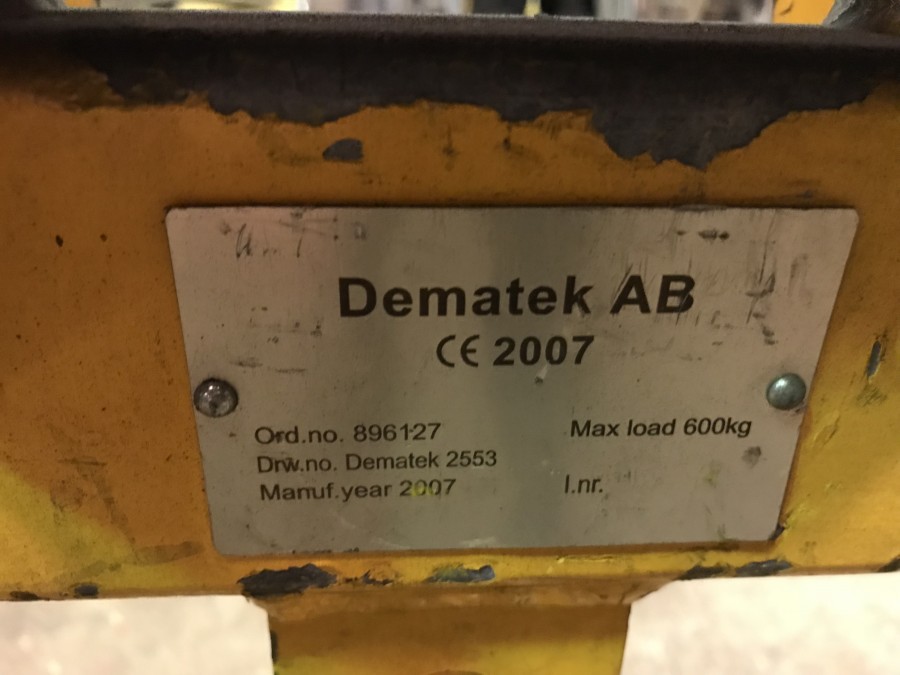 Dematek AB
CE 2007
Ord.no. 896127
Max load 600kg
Drw.no. Dematek 2553
Manuf.year 2007
I.nr.